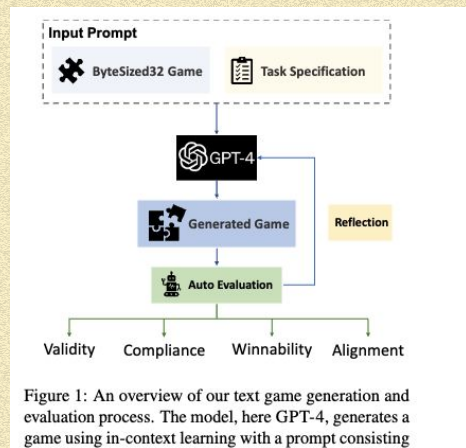 Input Prompt
ByteSized32 Game
Task Specification
GPT-4
Generated Game
Reflection
Auto Evaluation
Validity Compliance Winnability Alignment
Figure 1: An overview of our text game generation and
evaluation process. The model, here GPT-4, generates a
game using in-context learning with a prompt consisting